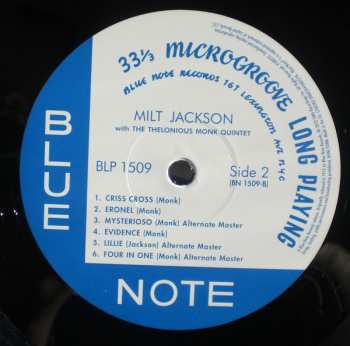 33⅓ MICROGROOVE LONG PLAYING
BLUE NOTE RECORDS 767 LEXINGTON AVE N.Y.C
MILT JACKSON
with THE THELONIOUS MONK QUINTET
BLP 1509
Side 2
(BN 1509-B)
1. CRISS CROSS (Monk)
2. ERONEL (Monk)
3. MYSTERIOSO (Monk) Alternate Master
4. EVIDENCE (Monk)
5. LILLIE (Jackson) Alternate Master
6. FOUR IN ONE (Monk) Alternate Master
BLUE
NOTE